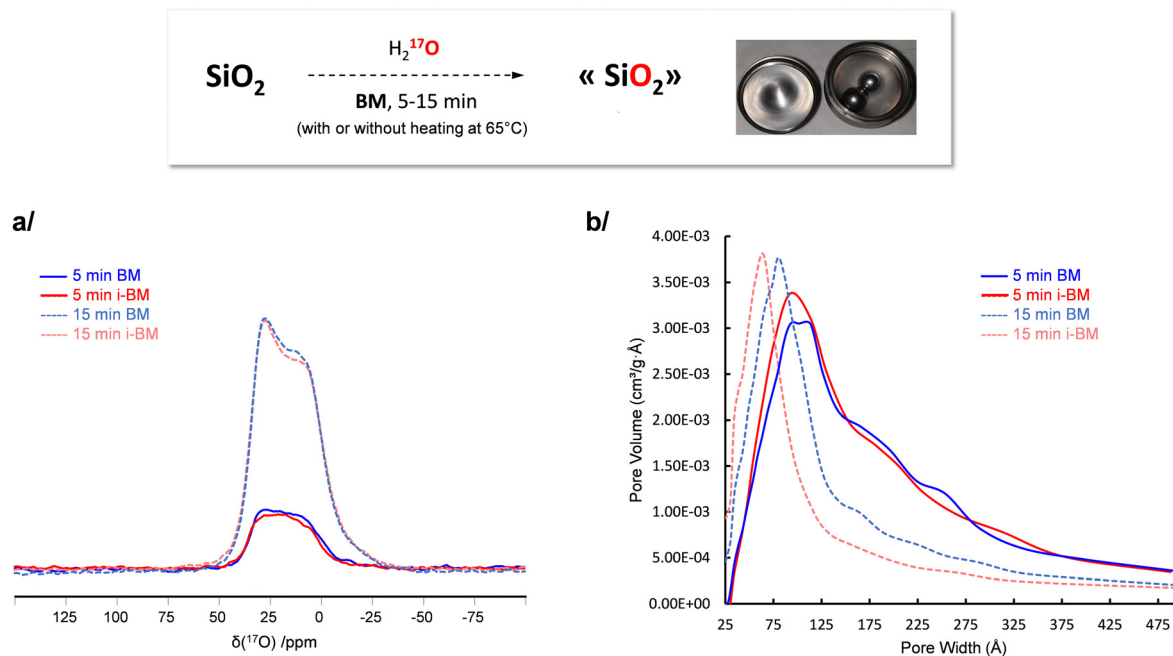 SiO₂
H₂¹⁷O
BM, 5-15 min
(with or without heating at 65°C)
« SiO₂»
a/
5 min BM
5 min i-BM
15 min BM
15 min i-BM
125 100 75 50 25 0 -25 -50 -75
δ(¹⁷O) /ppm
b/
Pore Volume (cm³/g·Å)
4.00E-03
3.50E-03
3.00E-03
2.50E-03
2.00E-03
1.50E-03
1.00E-03
5.00E-04
0.00E+00
5 min BM
5 min i-BM
15 min BM
15 min i-BM
25 75 125 175 225 275 325 375 425 475
Pore Width (Å)